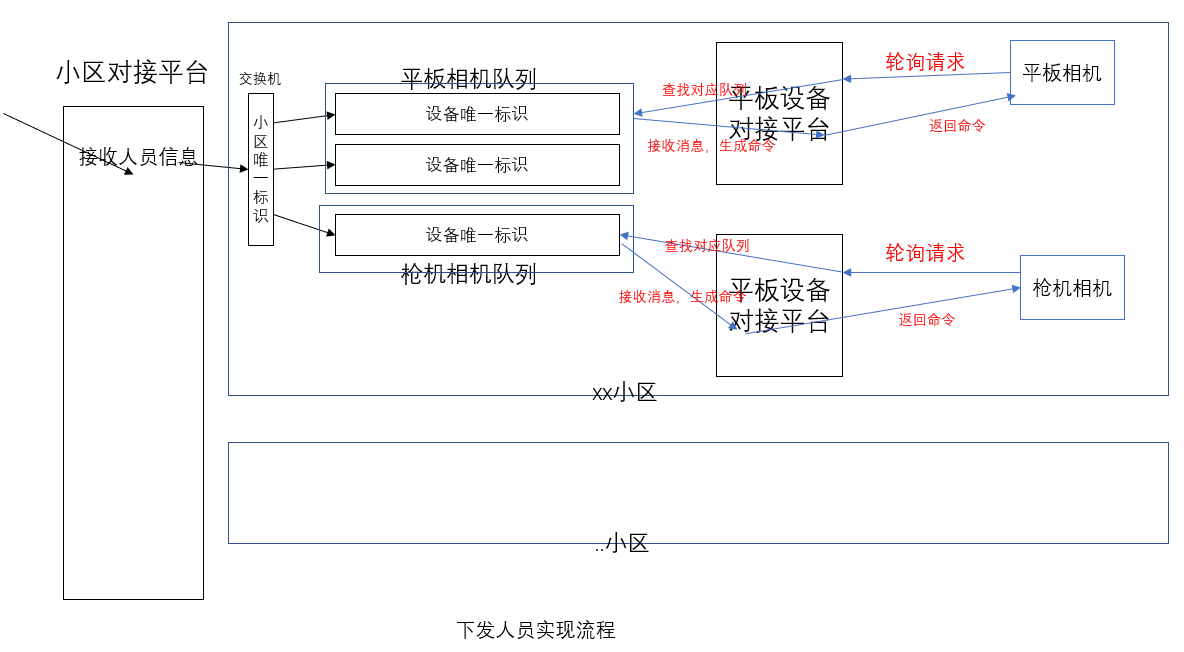 小区对接平台
接收人员信息
交换机
小区唯一标识
平板相机队列
设备唯一标识
设备唯一标识
设备唯一标识
枪机相机队列
查找对应队列
接收消息，生成命令
平板设备
对接平台
轮询请求
返回命令
平板相机
查找对应队列
接收消息，生成命令
平板设备
对接平台
轮询请求
返回命令
枪机相机
xx小区
..小区
下发人员实现流程